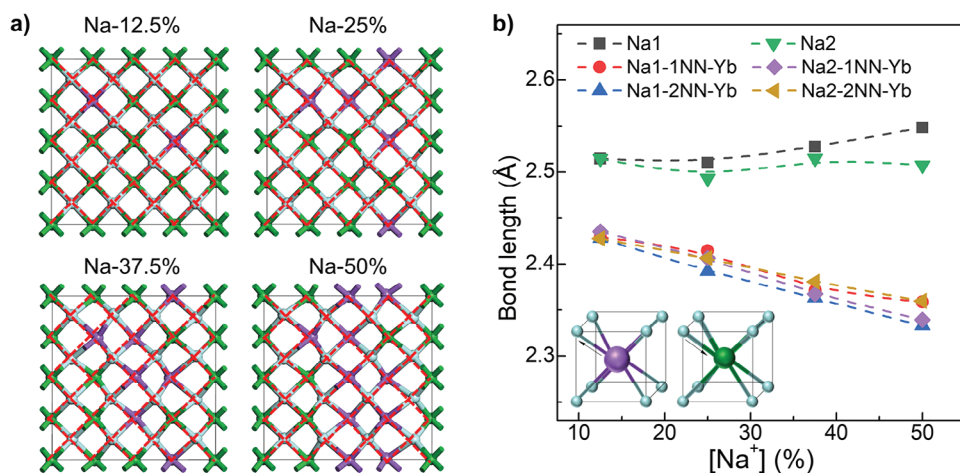 a)
Na-12.5%
Na-25%
Na-37.5%
Na-50%
b)
Na1
Na2
Na1-1NN-Yb
Na2-1NN-Yb
Na1-2NN-Yb
Na2-2NN-Yb
Bond length (Å)
2.6
2.5
2.4
2.3
10
20
30
40
50
[Na⁺] (%)